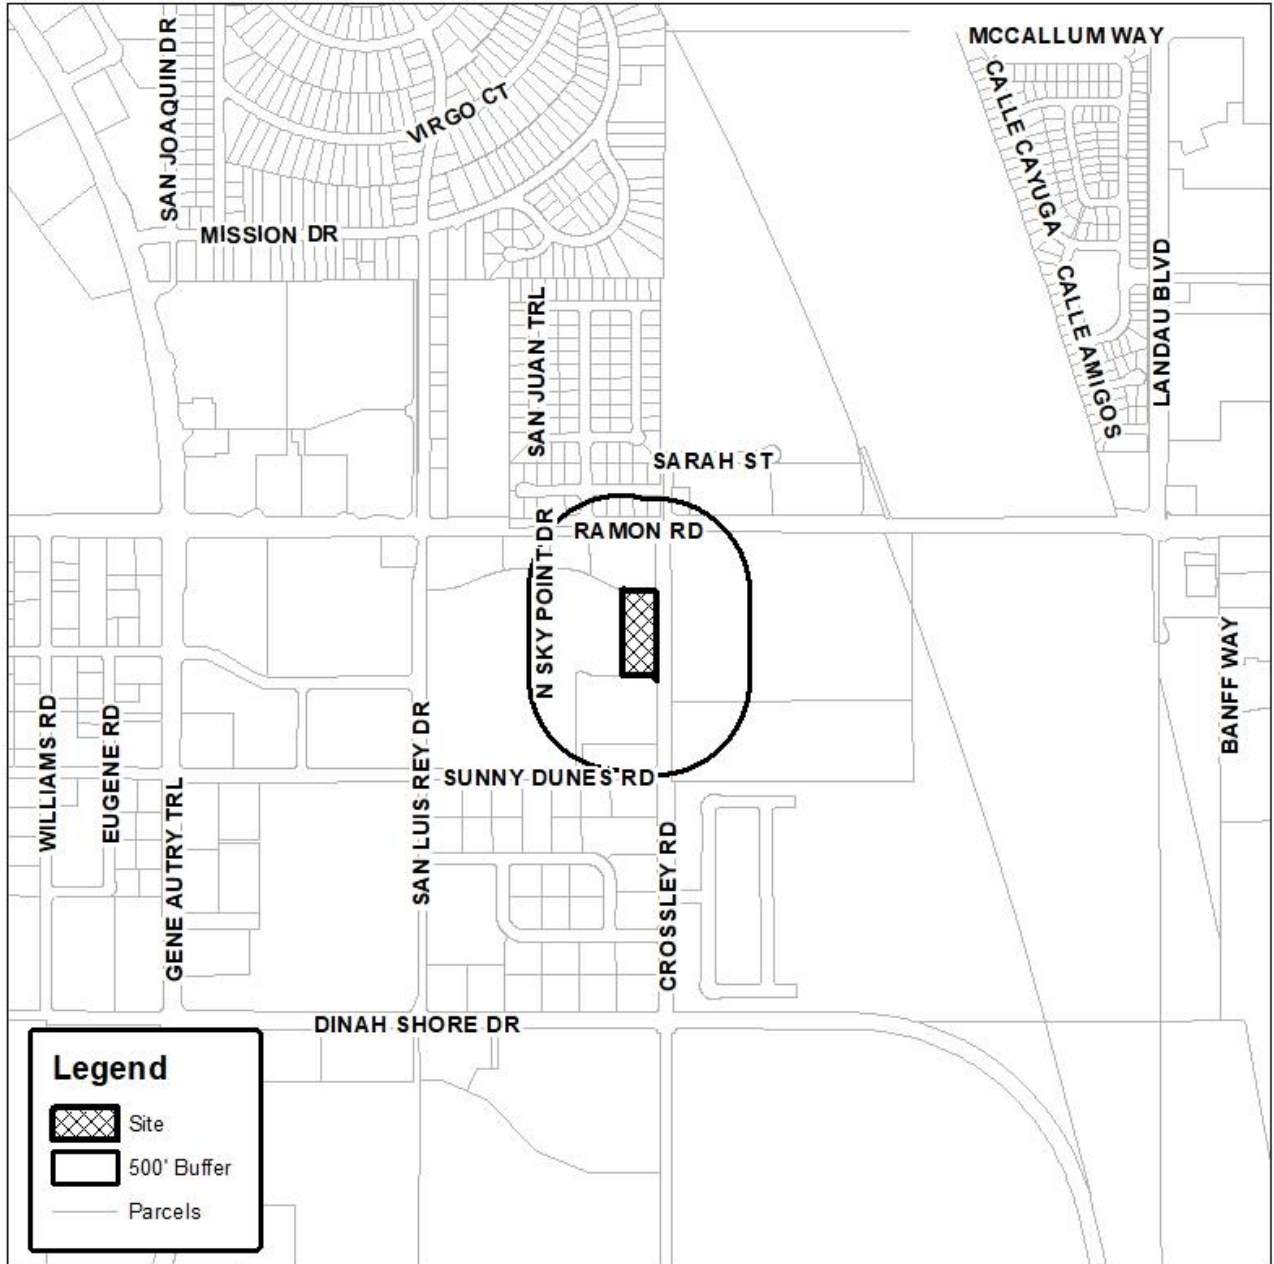 MCCALLUM WAY
SAN JOAQUIN DR
VIRGO CT
CALLE CAYUGA
MISSION DR
LANDAU BLVD
CALLE AMIGOS
SAN JUAN TRL
SARAH ST
RAMON RD
N SKY POINT DR
BANFF WAY
WILLIAMS RD
EUGENE RD
SAN LUIS REY DR
SUNNY DUNES RD
GENE AUTRY TRL
CROSSLEY RD
DINAH SHORE DR
Legend
Site
500' Buffer
Parcels